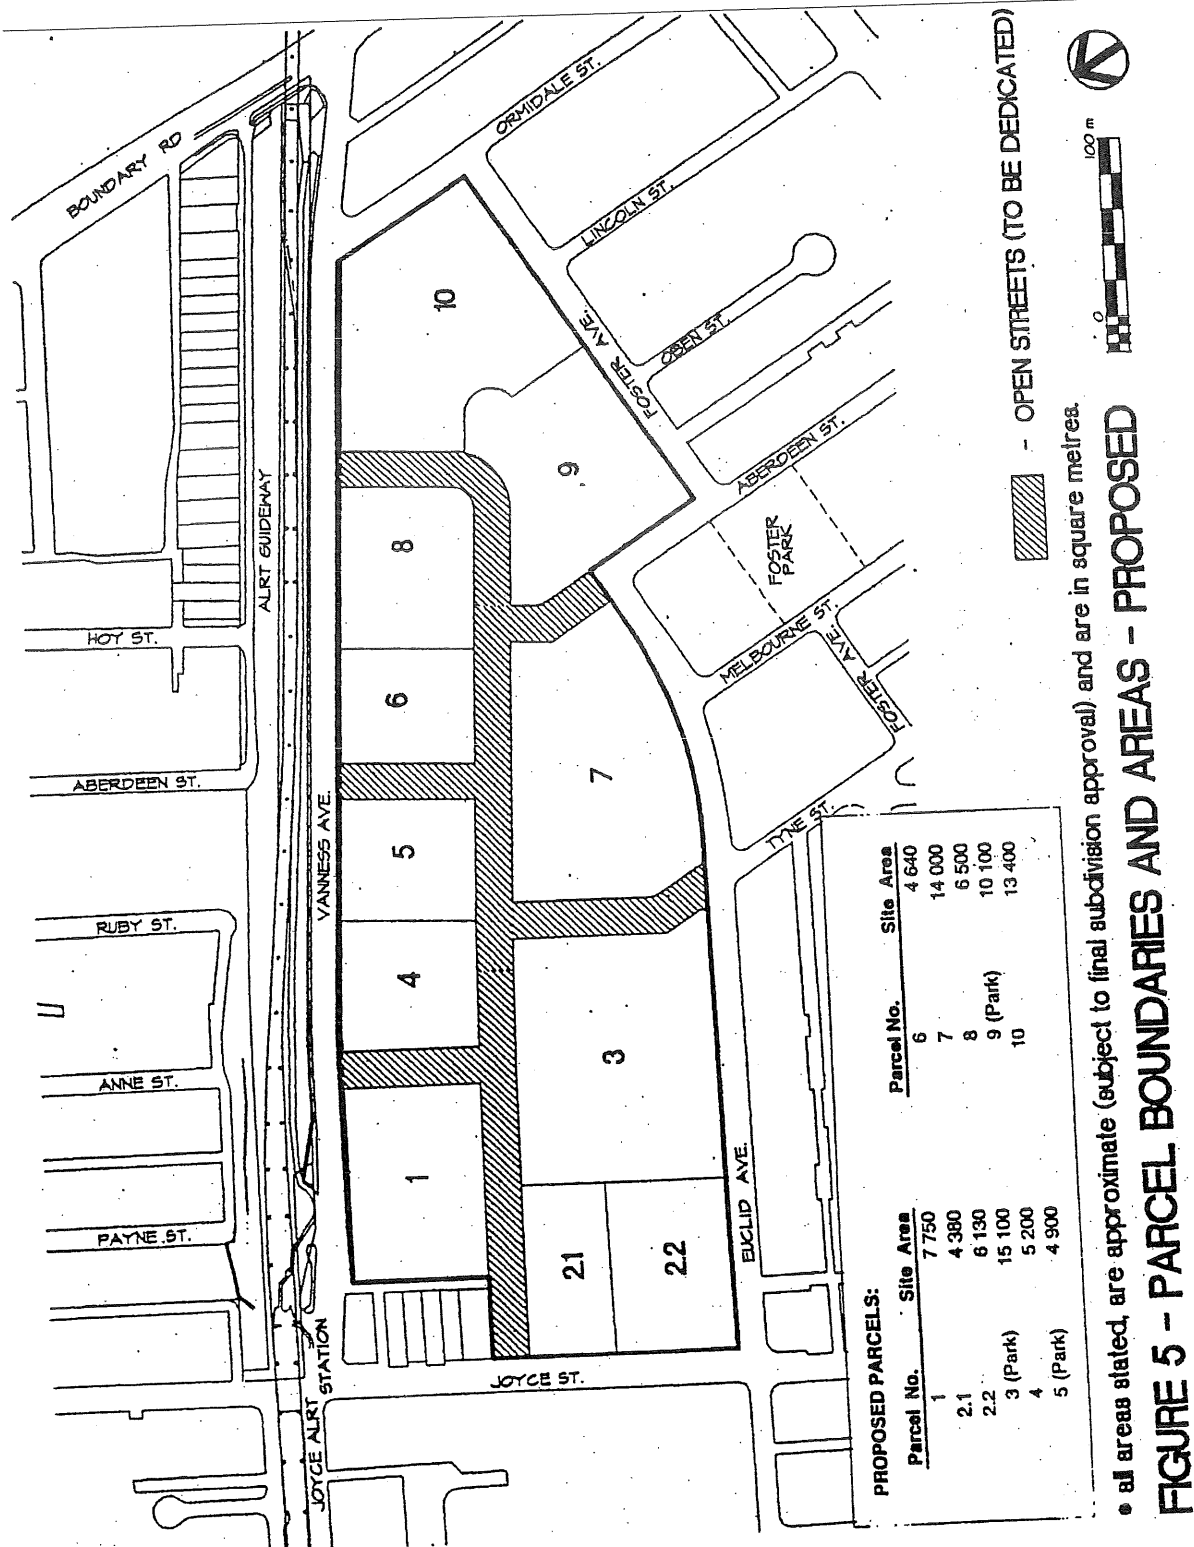 BOUNDARY RD
ORMIDALE ST.
LINCOLN ST.
OBEN ST.
FOSTER AVE.
ABERDEEN ST.
FOSTER
PARK
MELBOURNE ST.
FOSTER AVE.
TYNE ST.
EUCLID AVE.
JOYCE ST.
JOYCE ALRT STATION
VANNESS AVE.
ALRT GUIDEWAY
HOY ST.
ABERDEEN ST.
RUBY ST.
ANNE ST.
PAYNE ST.
1
4
5
6
8
10
2.1
2.2
3
7
9
PROPOSED PARCELS:
Parcel No. Site Area Parcel No. Site Area
1 7 750 6 4 640
2.1 4 380 7 14 000
2.2 6 130 8 6 500
3 (Park) 15 100 9 (Park) 10 100
4 5 200 10 13 400
5 (Park) 4 900
- OPEN STREETS (TO BE DEDICATED)
0 100 m
• all areas stated, are approximate (subject to final subdivision approval) and are in square metres.
FIGURE 5 - PARCEL BOUNDARIES AND AREAS - PROPOSED